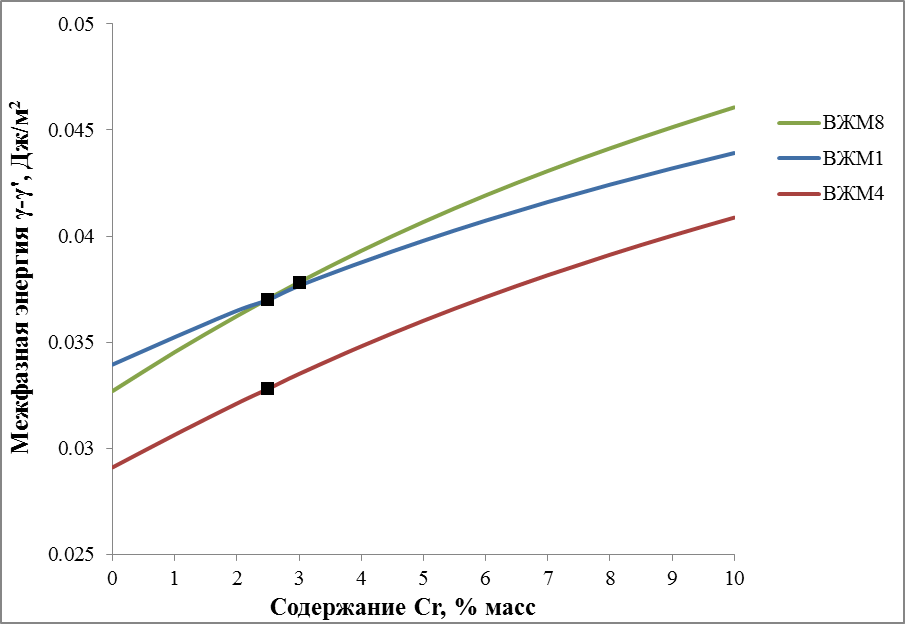 Межфазная энергия γ-γ', Дж/м²
0.05
0.045
0.04
0.035
0.03
0.025
0 1 2 3 4 5 6 7 8 9 10
Содержание Cr, % масс
ВЖМ8
ВЖМ1
ВЖМ4